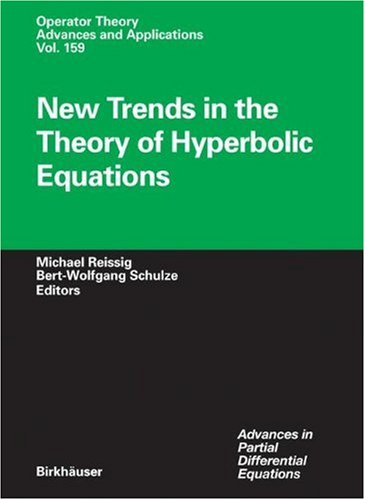 Operator Theory
Advances and Applications
Vol. 159
New Trends in the
Theory of Hyperbolic
Equations
Michael Reissig
Bert-Wolfgang Schulze
Editors
Advances in
Partial
Differential
Equations
Birkhäuser